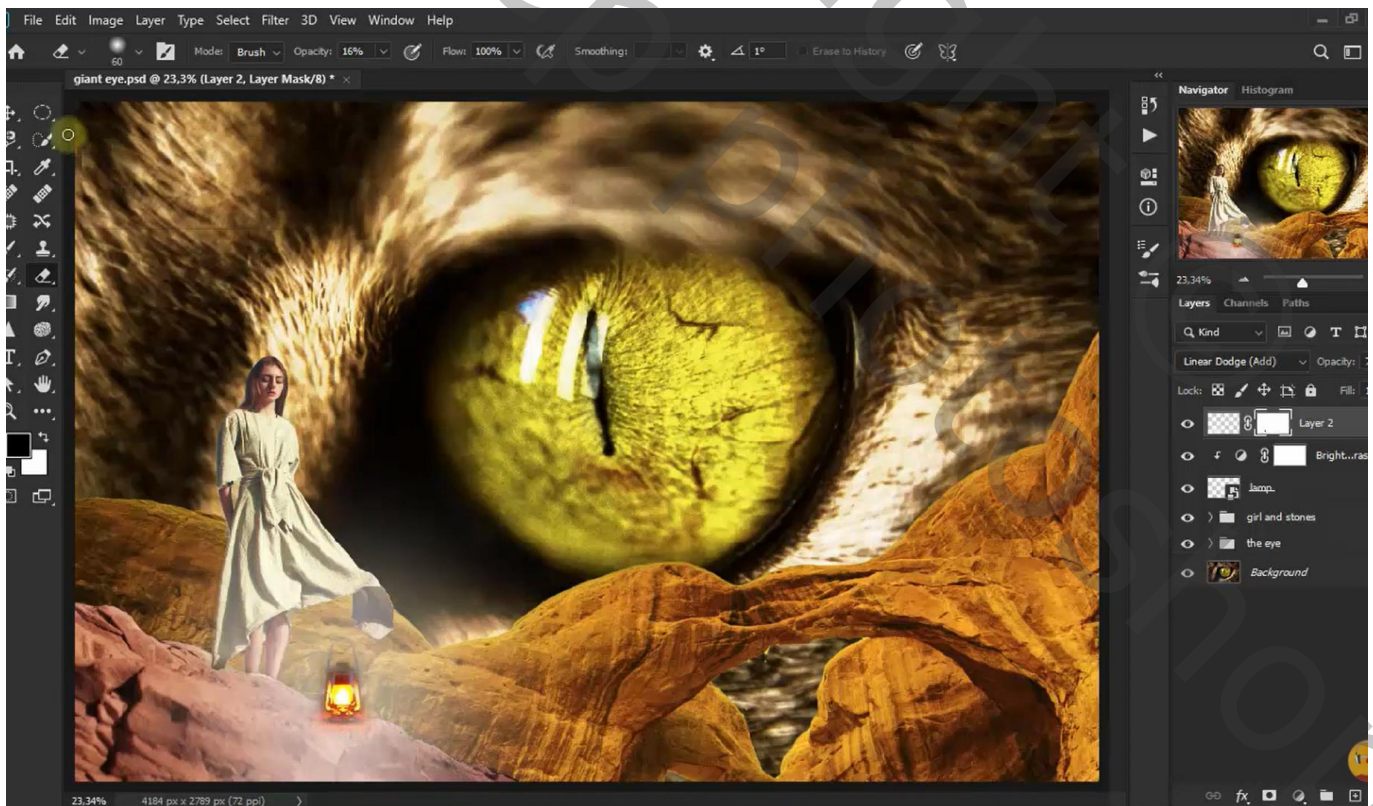 File Edit Image Layer Type Select Filter 3D View Window Help
60 Mode: Brush Opacity: 16% Flow: 100% Smoothing: 1° Erase to History
giant eye.psd @ 23,3% (Layer 2, Layer Mask/8) * ×
Navigator Histogram
23,34%
Layers Channels Paths
Kind
Linear Dodge (Add) Opacity:
Lock: Fill:
Layer 2
Bright...ras
lamp
girl and stones
the eye
Background
fx
23,34% 4184 px x 2789 px (72 ppi)